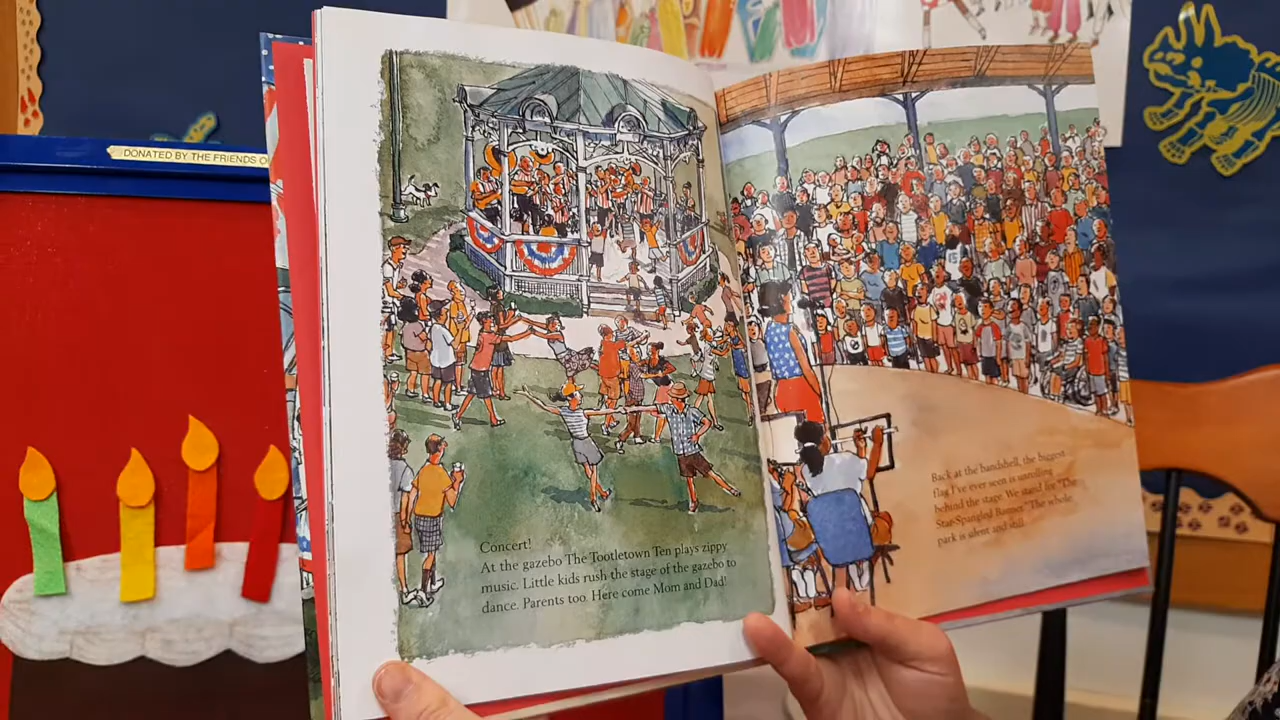 DONATED BY THE FRIENDS O
Concert!
At the gazebo The Tootletown Ten plays zippy
music. Little kids rush the stage of the gazebo to
dance. Parents too. Here come Mom and Dad!
Back at the bandshell, the biggest
flag I've ever seen is unrolling
behind the stage. We stand for "The
Star-Spangled Banner." The whole
park is silent and still.